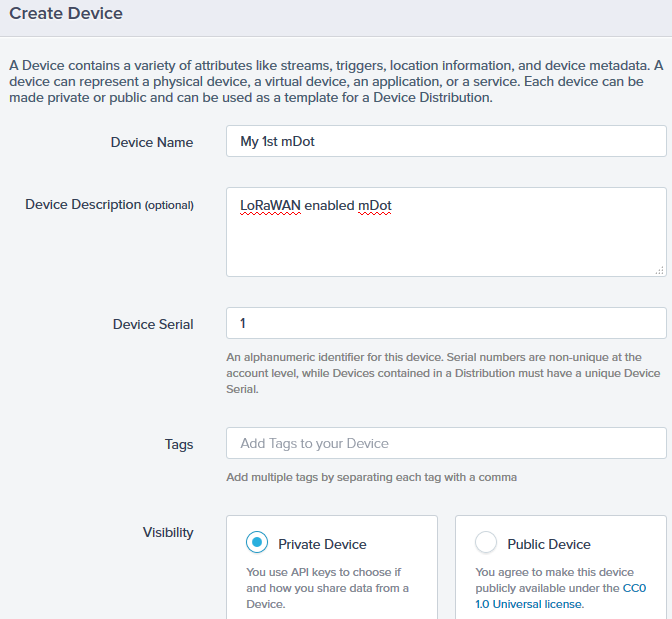 Create Device
A Device contains a variety of attributes like streams, triggers, location information, and device metadata. A
device can represent a physical device, a virtual device, an application, or a service. Each device can be
made private or public and can be used as a template for a Device Distribution.
Device Name
My 1st mDot
Device Description (optional)
LoRaWAN enabled mDot
Device Serial
1
An alphanumeric identifier for this device. Serial numbers are non-unique at the
account level, while Devices contained in a Distribution must have a unique Device
Serial.
Tags
Add Tags to your Device
Add multiple tags by separating each tag with a comma
Visibility
Private Device
You use API keys to choose if
and how you share data from a
Device.
Public Device
You agree to make this device
publicly available under the CC0
1.0 Universal license.